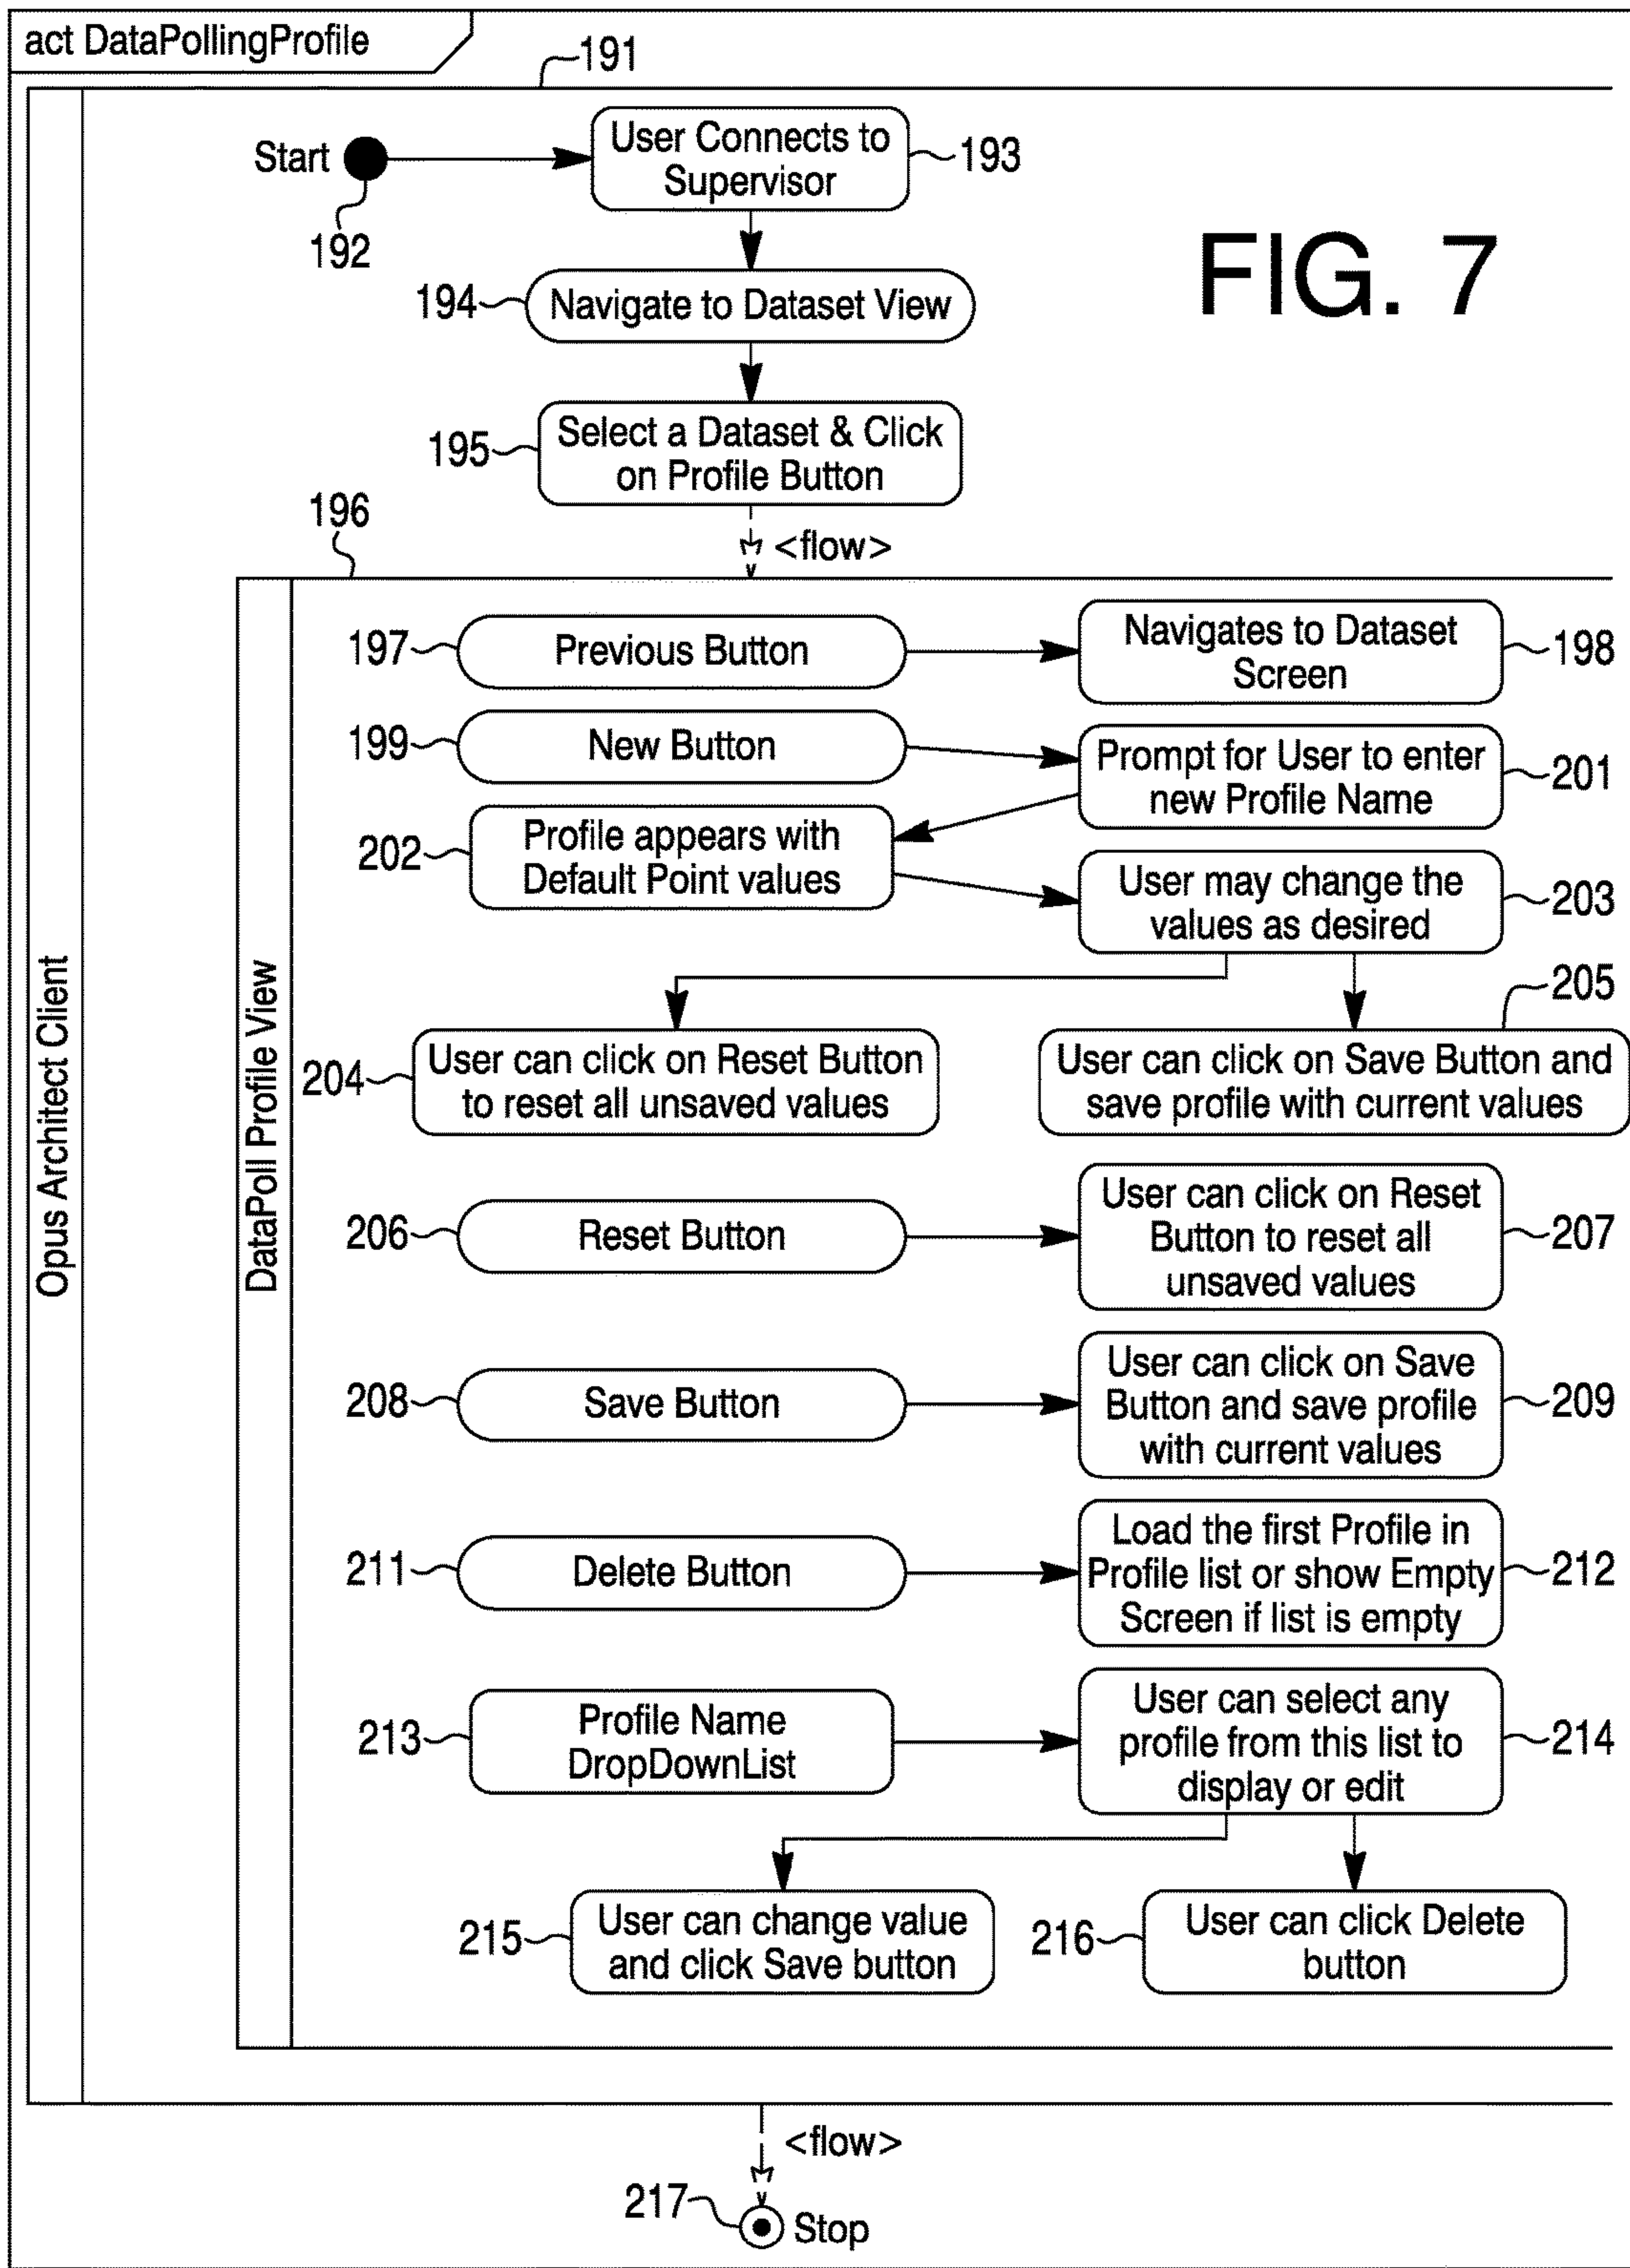 act DataPollingProfile
191
Start
192
User Connects to
Supervisor
193
FIG. 7
194
Navigate to Dataset View
195
Select a Dataset & Click
on Profile Button
196
<flow>
Opus Architect Client
DataPoll Profile View
197
Previous Button
Navigates to Dataset
Screen
198
199
New Button
Prompt for User to enter
new Profile Name
201
202
Profile appears with
Default Point values
User may change the
values as desired
203
204
User can click on Reset Button
to reset all unsaved values
205
User can click on Save Button and
save profile with current values
206
Reset Button
User can click on Reset
Button to reset all
unsaved values
207
208
Save Button
User can click on Save
Button and save profile
with current values
209
211
Delete Button
Load the first Profile in
Profile list or show Empty
Screen if list is empty
212
213
Profile Name
DropDownList
User can select any
profile from this list to
display or edit
214
215
User can change value
and click Save button
216
User can click Delete
button
<flow>
217
Stop